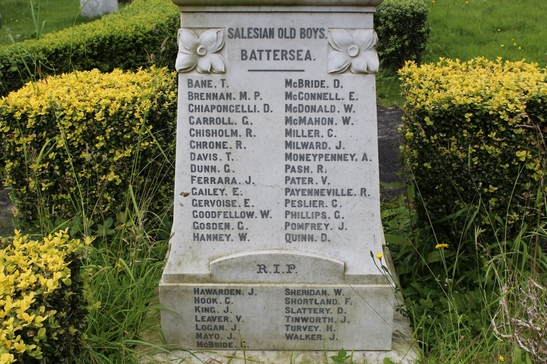 SALESIAN OLD BOYS.
BATTERSEA.
BANE, T.
BRENNAN, M. P.
CHIAPONCELLI, D.
CARROLL, G.
CHISHOLM, R.
CHRONE, R.
DAVIS, T.
DUNN, G.
FERRARA, J.
GAILEY, E.
GERVOISE, E.
GOODFELLOW, W.
GOSDEN, G.
HANNEY, W.
McBRIDE, D.
McCONNELL, E.
McDONALD, W.
McMAHON, W.
MILLER, C.
MILWARD, J.
MONEYPENNEY, A.
PASH, R.
PATER, V.
PAYENNEVILLE, R.
PESLIER, C.
PHILLIPS, G.
POMFREY, J.
QUINN, D.
R.I.P.
HAWARDEN, J.
HOOK, G.
KING, J.
LEAVER, V.
LOGAN, J.
MAYO, J.
McBRIDE, G.
SHERIDAN, W.
SHORTLAND, F.
SLATTERY, D.
TINWORTH, J.
TURVEY, H.
WALKER, J.